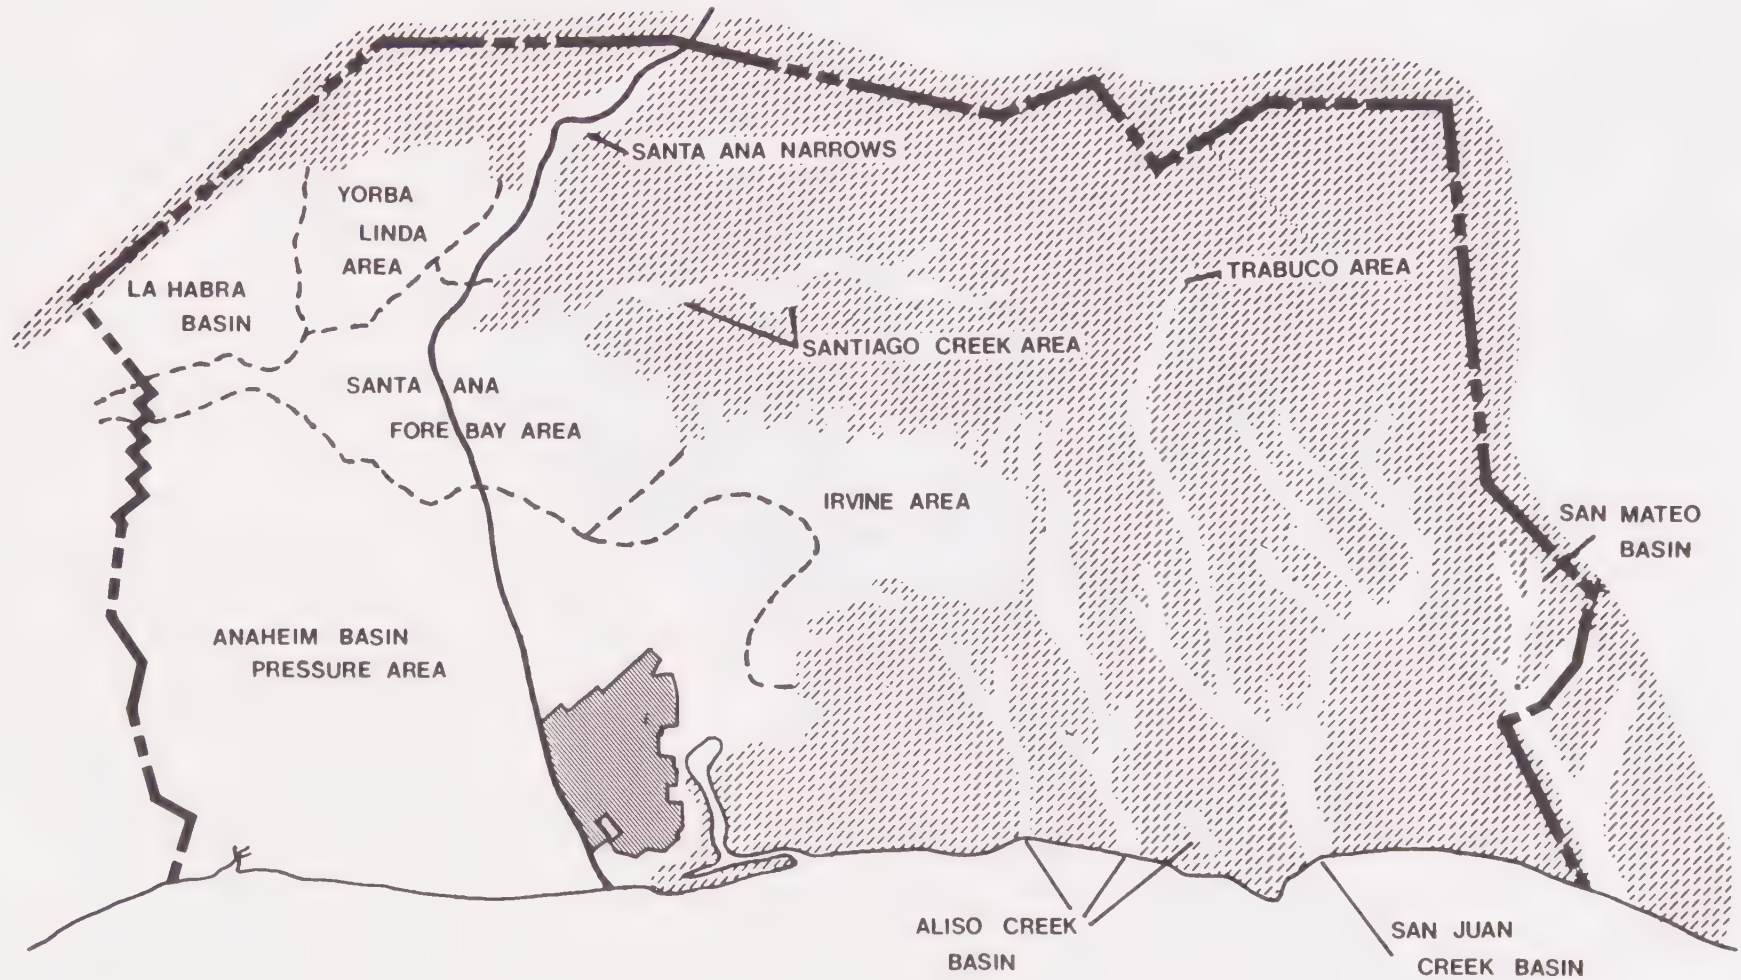 SANTA ANA NARROWS
YORBA
LINDA
AREA
LA HABRA
BASIN
TRABUCO AREA
SANTIAGO CREEK AREA
SANTA ANA
FORE BAY AREA
IRVINE AREA
SAN MATEO
BASIN
ANAHEIM BASIN
PRESSURE AREA
ALISO CREEK
BASIN
SAN JUAN
CREEK BASIN